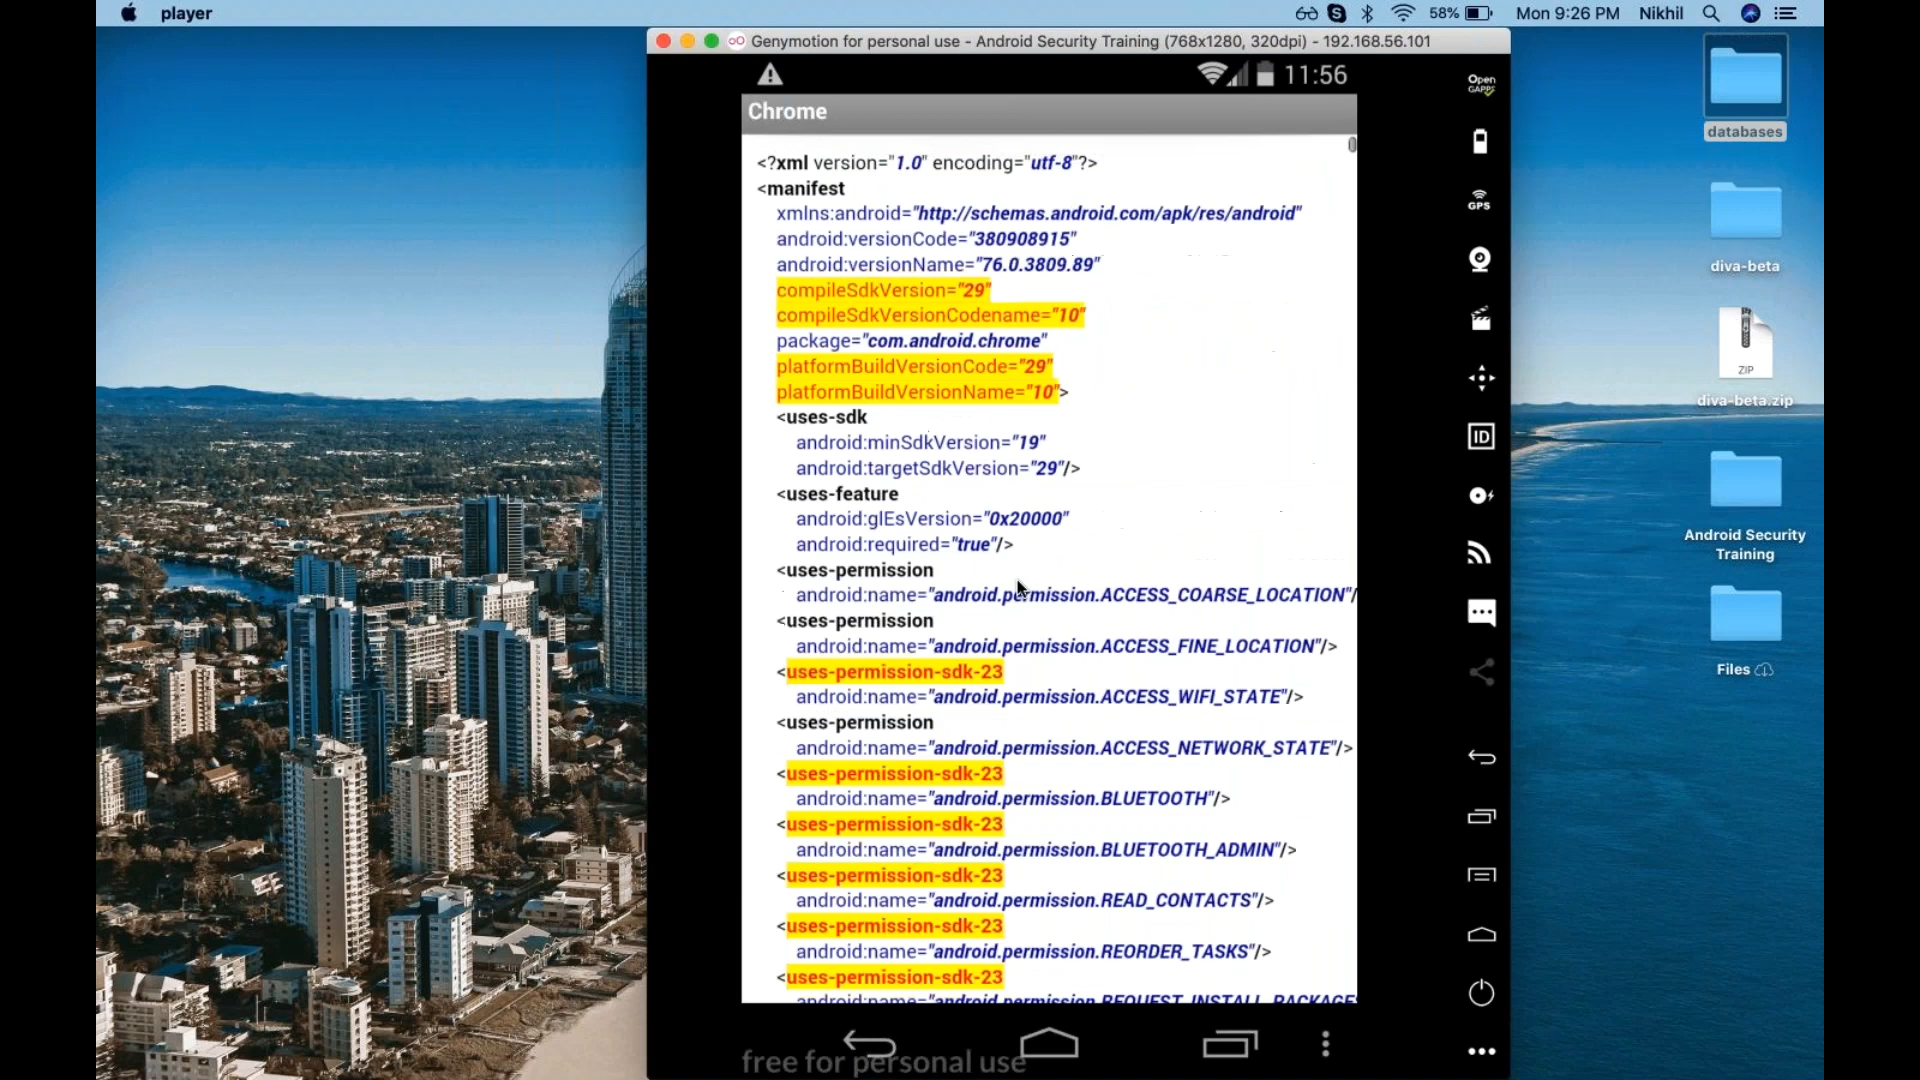 player
58%
Mon 9:26 PM
Nikhil
Genymotion for personal use - Android Security Training (768x1280, 320dpi) - 192.168.56.101
11:56
Open
GAPPS
Chrome
<?xml version="1.0" encoding="utf-8"?>
<manifest
xmlns:android="http://schemas.android.com/apk/res/android"
android:versionCode="380908915"
android:versionName="76.0.3809.89"
compileSdkVersion="29"
compileSdkVersionCodename="10"
package="com.android.chrome"
platformBuildVersionCode="29"
platformBuildVersionName="10">
<uses-sdk
android:minSdkVersion="19"
android:targetSdkVersion="29"/>
<uses-feature
android:glEsVersion="0x20000"
android:required="true"/>
<uses-permission
android:name="android.permission.ACCESS_COARSE_LOCATION"/
<uses-permission
android:name="android.permission.ACCESS_FINE_LOCATION"/>
<uses-permission-sdk-23
android:name="android.permission.ACCESS_WIFI_STATE"/>
<uses-permission
android:name="android.permission.ACCESS_NETWORK_STATE"/>
<uses-permission-sdk-23
android:name="android.permission.BLUETOOTH"/>
<uses-permission-sdk-23
android:name="android.permission.BLUETOOTH_ADMIN"/>
<uses-permission-sdk-23
android:name="android.permission.READ_CONTACTS"/>
<uses-permission-sdk-23
android:name="android.permission.REORDER_TASKS"/>
<uses-permission-sdk-23
android:name="android.permission.REQUEST_INSTALL_PACKAGES
free for personal use
GPS
ID
databases
diva-beta
ZIP
diva-beta.zip
Android Security
Training
Files